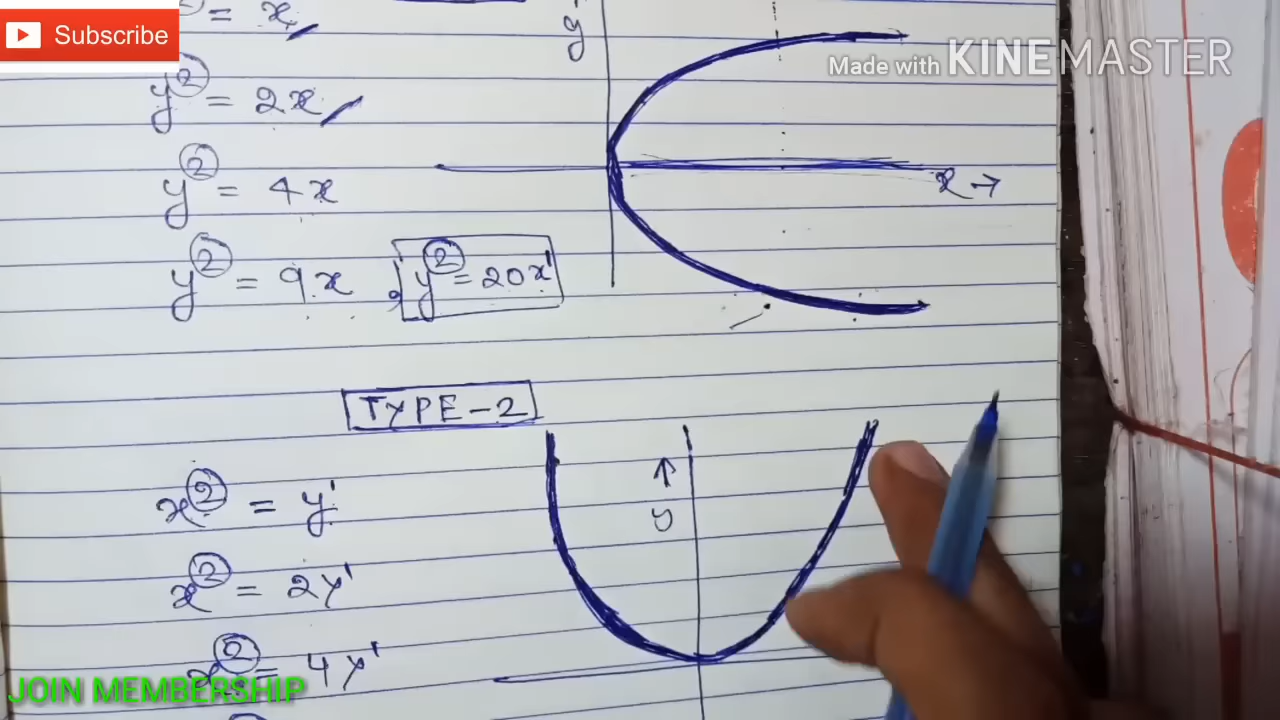 = x
Subscribe
y
Made with KINEMASTER
y² = 2x
y² = 4x
x →
y² = 9x , y² = 20x'
TYPE-2
↑
y
x² = y'
x² = 2y'
x² = 4y'
JOIN MEMBERSHIP